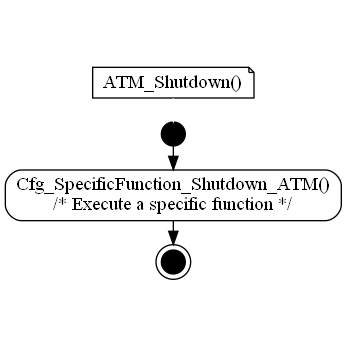 ATM_Shutdown()
Cfg_SpecificFunction_Shutdown_ATM()
/* Execute a specific function */